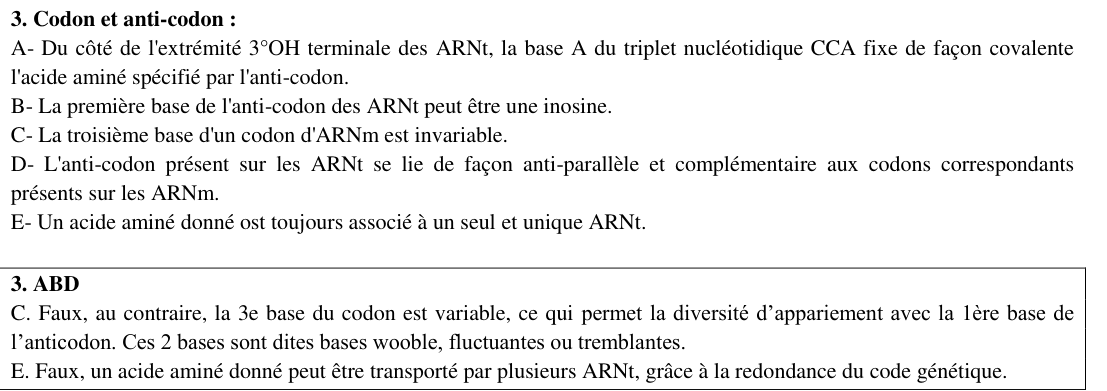 3. Codon et anti-codon :
A- Du côté de l'extrémité 3°OH terminale des ARNt, la base A du triplet nucléotidique CCA fixe de façon covalente
l'acide aminé spécifié par l'anti-codon.
B- La première base de l'anti-codon des ARNt peut être une inosine.
C- La troisième base d'un codon d'ARNm est invariable.
D- L'anti-codon présent sur les ARNt se lie de façon anti-parallèle et complémentaire aux codons correspondants
présents sur les ARNm.
E- Un acide aminé donné ost toujours associé à un seul et unique ARNt.
3. ABD
C. Faux, au contraire, la 3e base du codon est variable, ce qui permet la diversité d’appariement avec la 1ère base de
l’anticodon. Ces 2 bases sont dites bases wooble, fluctuantes ou tremblantes.
E. Faux, un acide aminé donné peut être transporté par plusieurs ARNt, grâce à la redondance du code génétique.